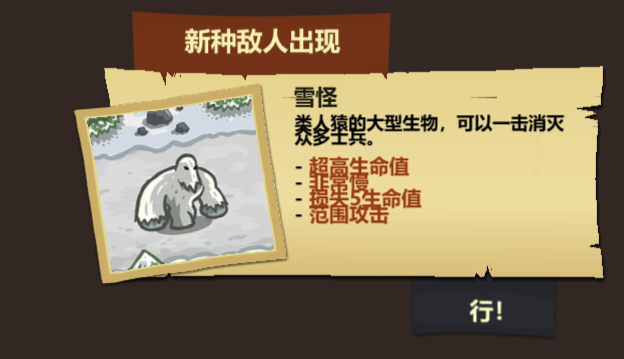 新种敌人出现
雪怪
类人猿的大型生物，可以一击消灭
众多士兵。
- 超高生命值
- 非常慢
- 损失5生命值
- 范围攻击
行！